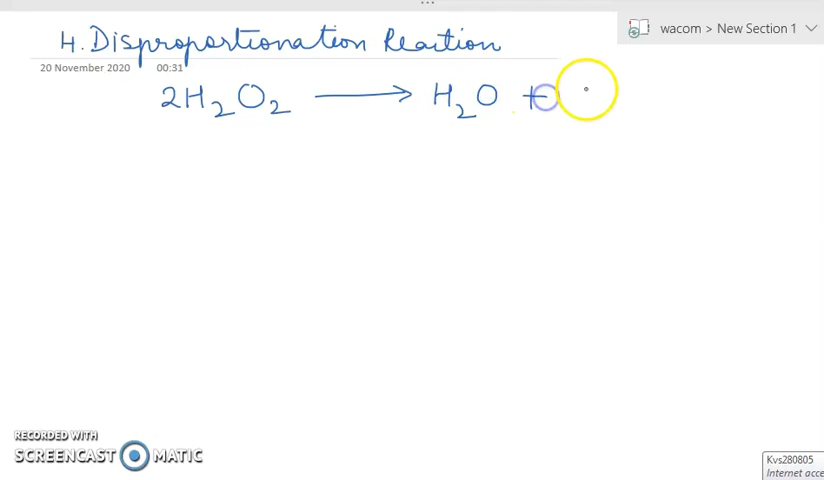 wacom > New Section 1
4. Disproportionation Reaction
20 November 2020 00:31
2H₂O₂ ⟶ H₂O +
RECORDED WITH
SCREENCAST MATIC
Kvs280805
Internet acce